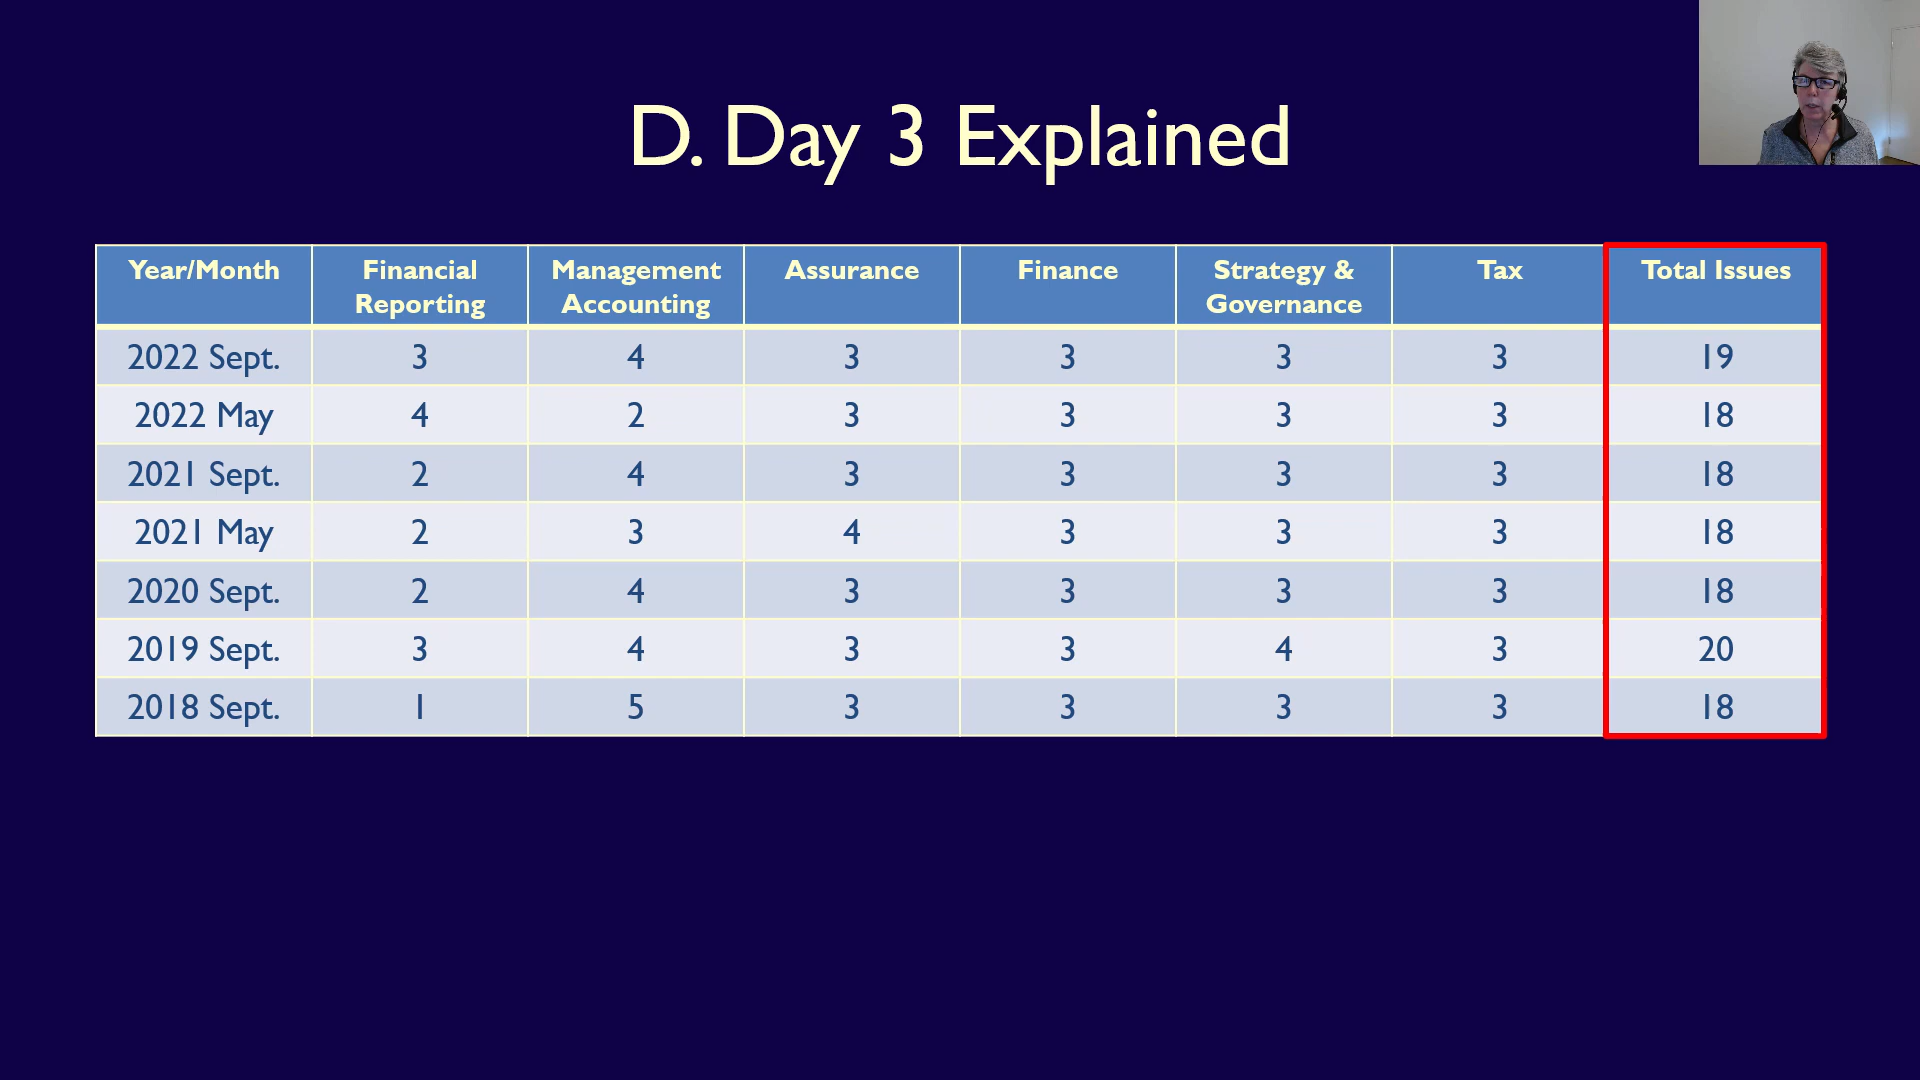 D. Day 3 Explained
Year/Month Financial Reporting Management Accounting Assurance Finance Strategy & Governance Tax Total Issues
2022 Sept. 3 4 3 3 3 3 19
2022 May 4 2 3 3 3 3 18
2021 Sept. 2 4 3 3 3 3 18
2021 May 2 3 4 3 3 3 18
2020 Sept. 2 4 3 3 3 3 18
2019 Sept. 3 4 3 3 4 3 20
2018 Sept. 1 5 3 3 3 3 18